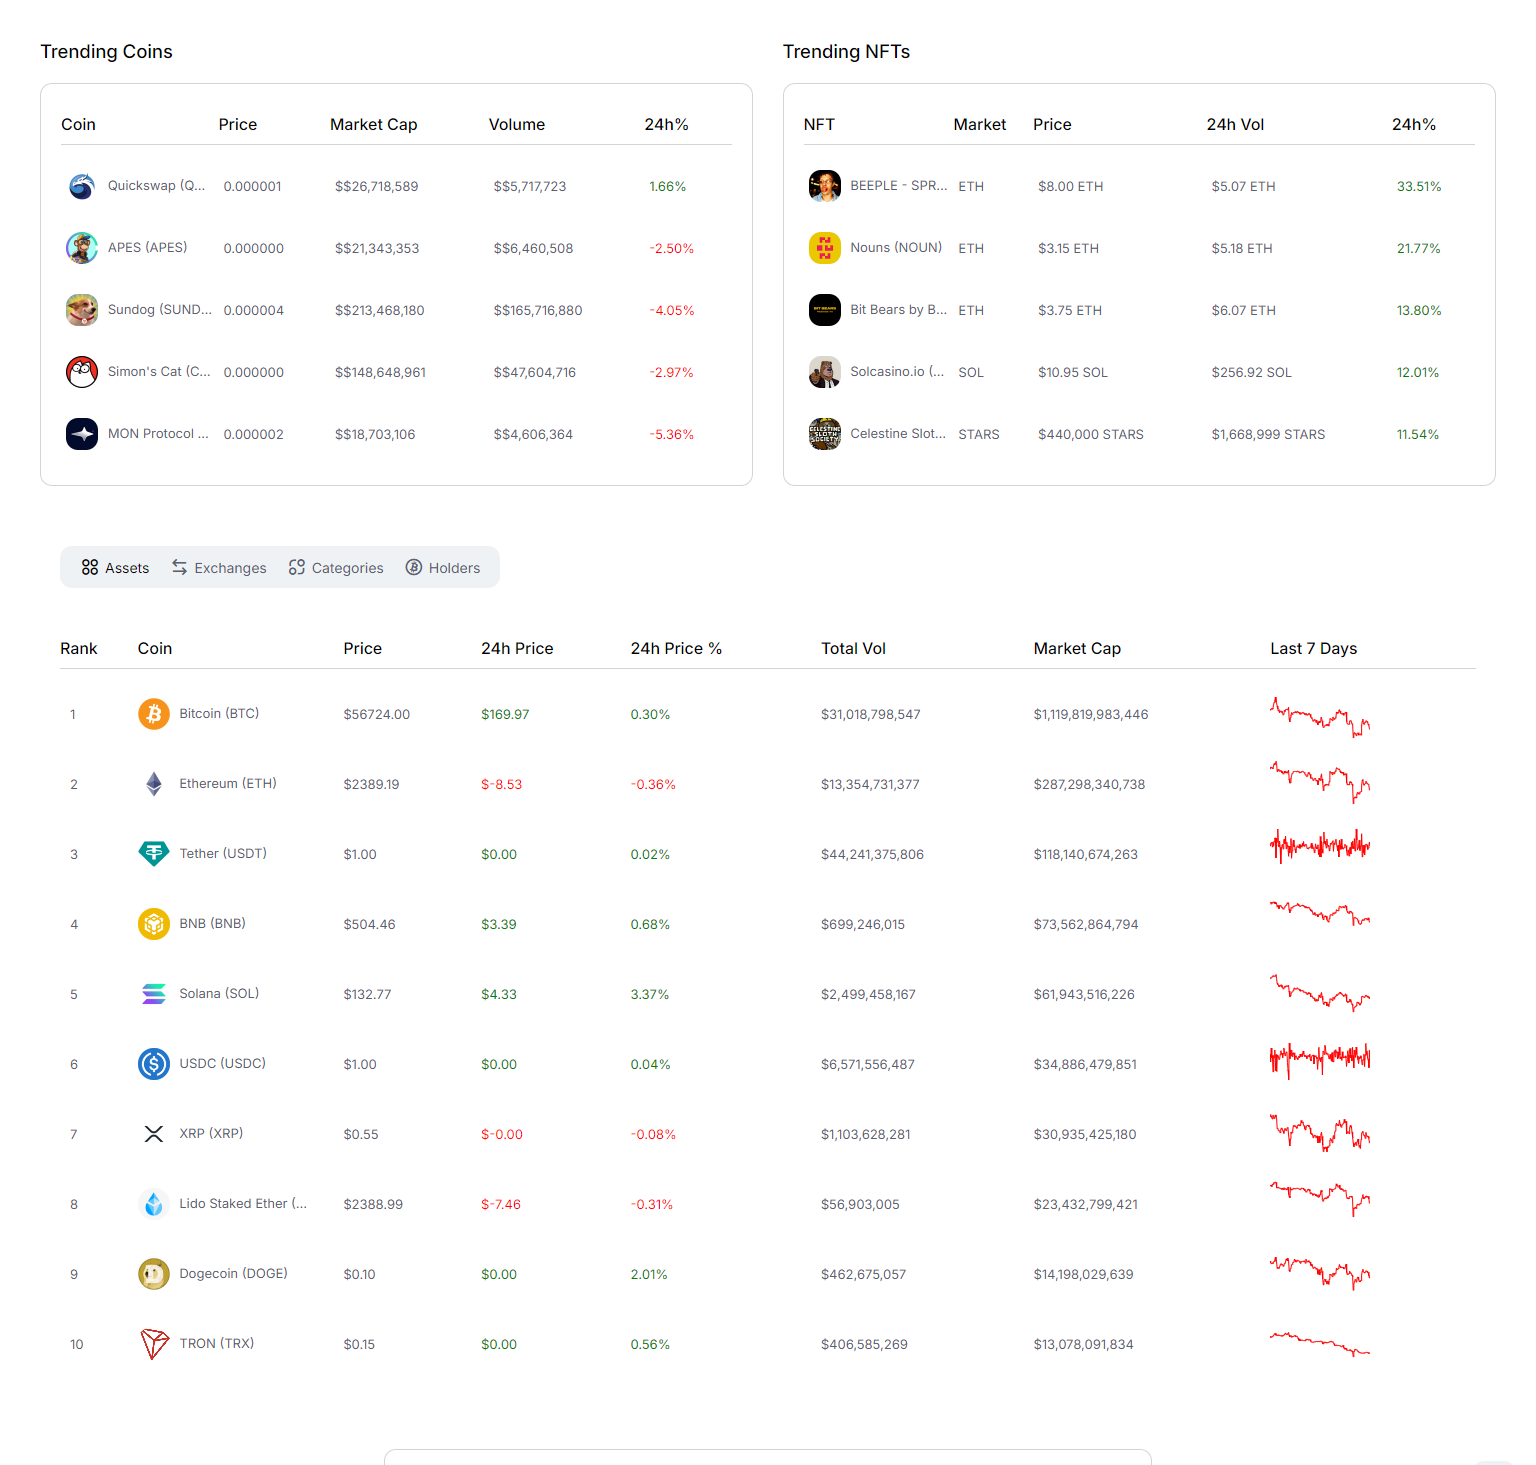 Trending Coins
Coin Price Market Cap Volume 24h%
Quickswap (Q... 0.000001 $$26,718,589 $$5,717,723 1.66%
APES (APES) 0.000000 $$21,343,353 $$6,460,508 -2.50%
Sundog (SUND... 0.000004 $$213,468,180 $$165,716,880 -4.05%
Simon's Cat (C... 0.000000 $$148,648,961 $$47,604,716 -2.97%
MON Protocol ... 0.000002 $$18,703,106 $$4,606,364 -5.36%
Trending NFTs
NFT Market Price 24h Vol 24h%
BEEPLE - SPR... ETH $8.00 ETH $5.07 ETH 33.51%
Nouns (NOUN) ETH $3.15 ETH $5.18 ETH 21.77%
Bit Bears by B... ETH $3.75 ETH $6.07 ETH 13.80%
Solcasino.io (... SOL $10.95 SOL $256.92 SOL 12.01%
CELESTINE SLOTH SOCIETY Celestine Slot... STARS $440,000 STARS $1,668,999 STARS 11.54%
Assets Exchanges Categories Holders
Rank Coin Price 24h Price 24h Price % Total Vol Market Cap Last 7 Days
1 Bitcoin (BTC) $56724.00 $169.97 0.30% $31,018,798,547 $1,119,819,983,446
2 Ethereum (ETH) $2389.19 $-8.53 -0.36% $13,354,731,377 $287,298,340,738
3 Tether (USDT) $1.00 $0.00 0.02% $44,241,375,806 $118,140,674,263
4 BNB (BNB) $504.46 $3.39 0.68% $699,246,015 $73,562,864,794
5 Solana (SOL) $132.77 $4.33 3.37% $2,499,458,167 $61,943,516,226
6 USDC (USDC) $1.00 $0.00 0.04% $6,571,556,487 $34,886,479,851
7 XRP (XRP) $0.55 $-0.00 -0.08% $1,103,628,281 $30,935,425,180
8 Lido Staked Ether (... $2388.99 $-7.46 -0.31% $56,903,005 $23,432,799,421
9 Dogecoin (DOGE) $0.10 $0.00 2.01% $462,675,057 $14,198,029,639
10 TRON (TRX) $0.15 $0.00 0.56% $406,585,269 $13,078,091,834